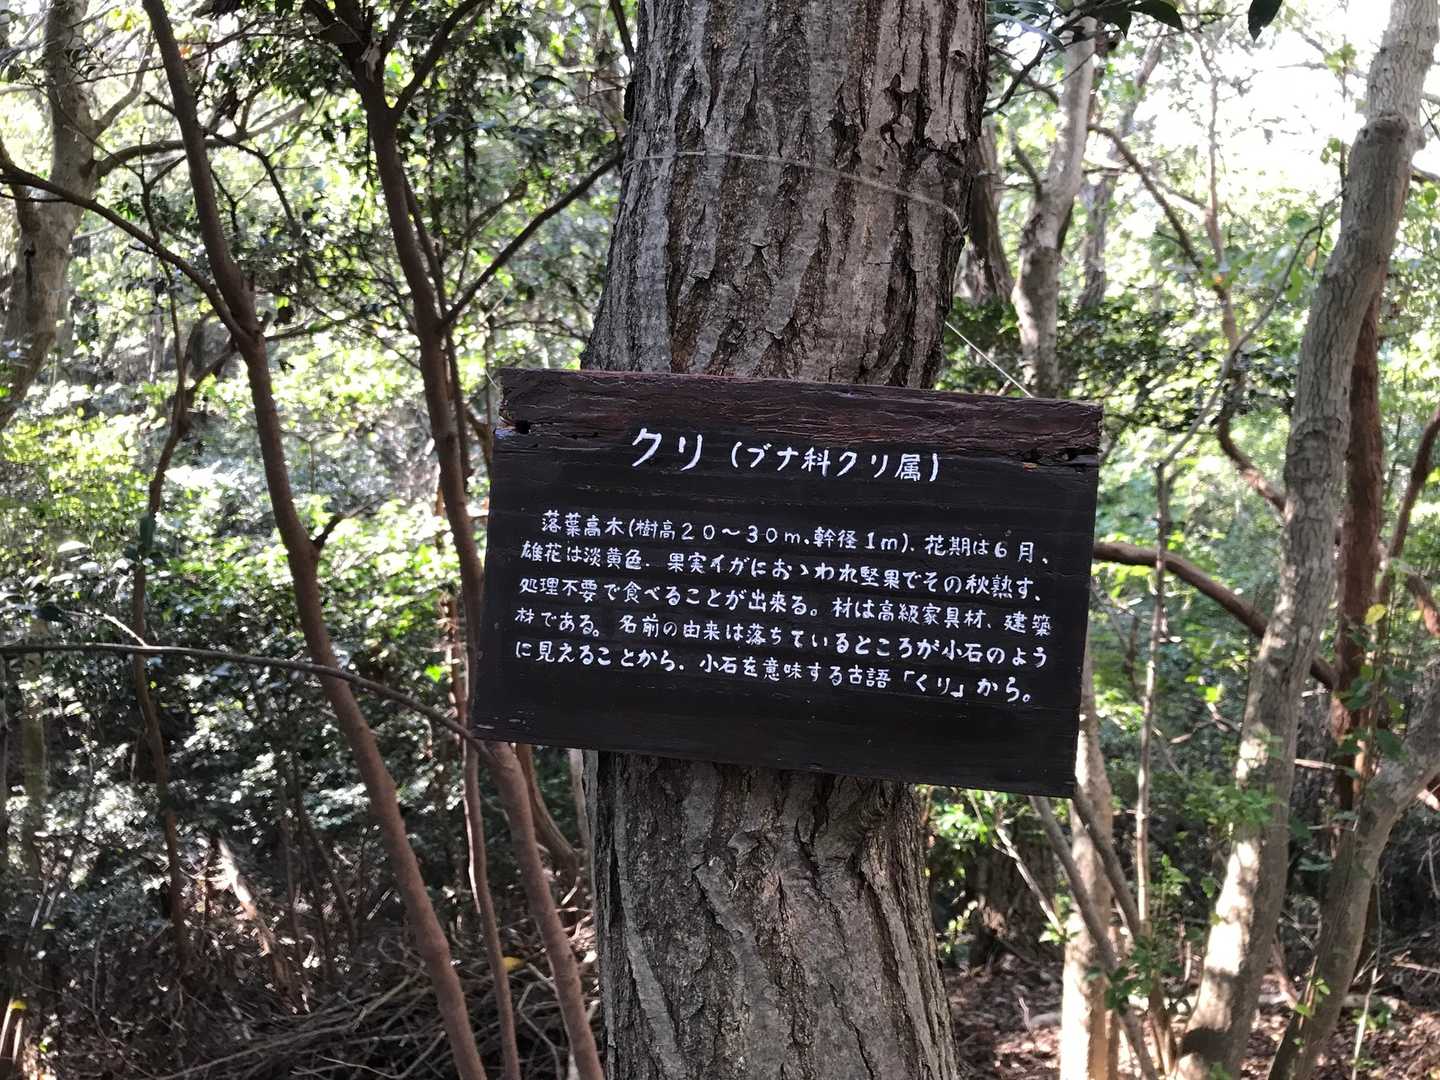 クリ (ブナ科クリ属)
落葉高木(樹高20～30m、幹径1m)、花期は6月、
雄花は淡黄色、果実イガにおゝわれ堅果でその秋熟す、
処理不要で食べることが出来る。材は高級家具材、建築
材である。名前の由来は落ちているところが小石のよう
に見えることから、小石を意味する古語「くり」から。